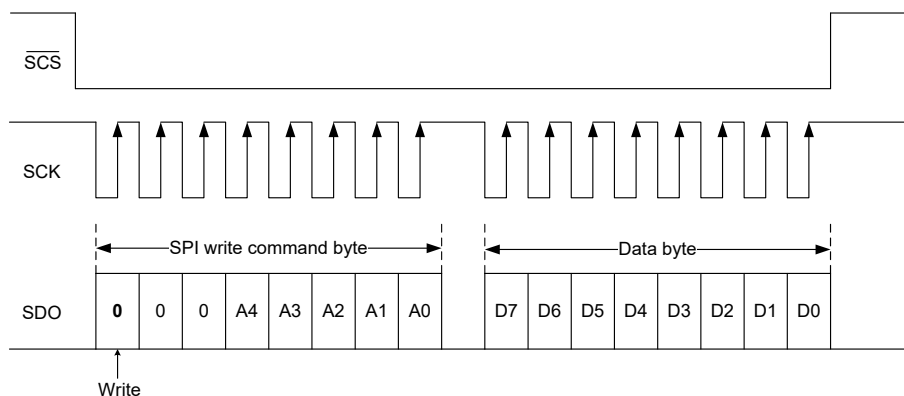 SCS
SCK
SPI write command byte Data byte
SDO 0 0 0 A4 A3 A2 A1 A0 D7 D6 D5 D4 D3 D2 D1 D0
Write